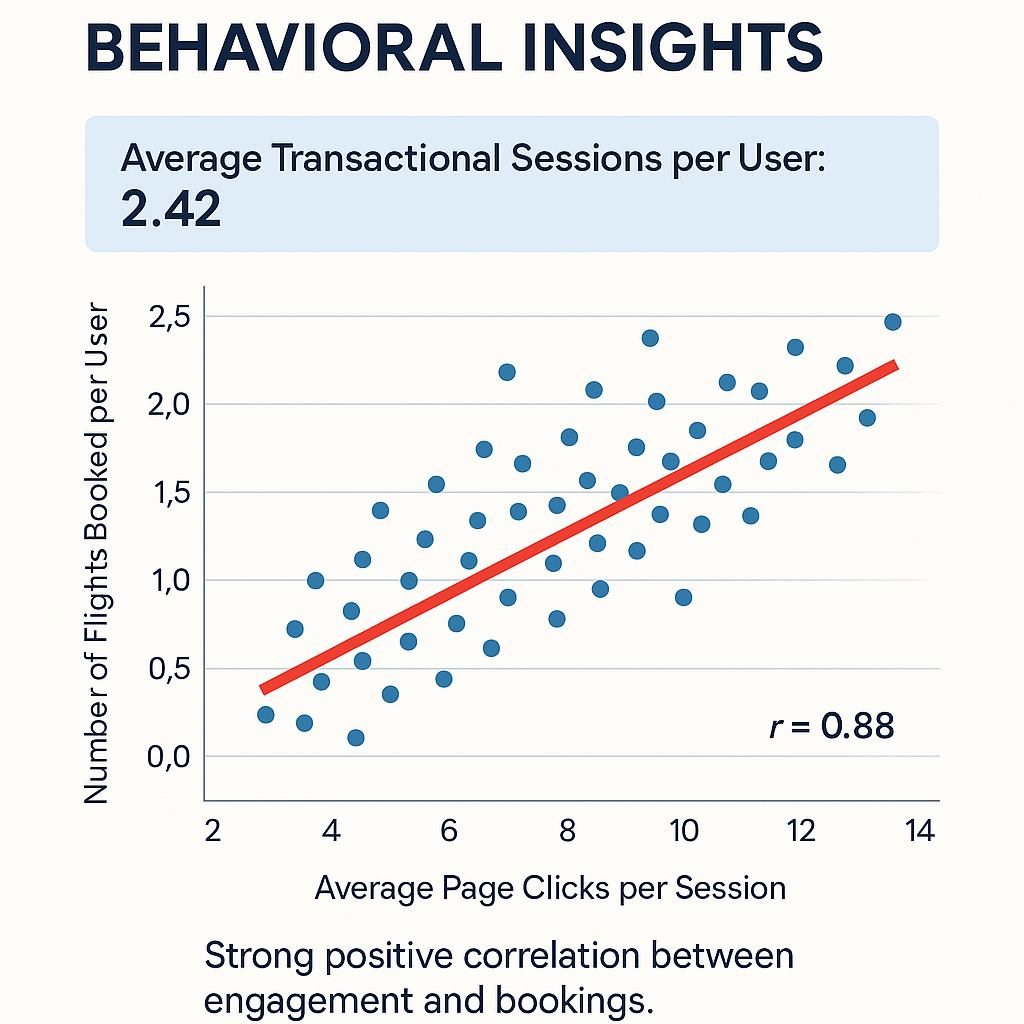 BEHAVIORAL INSIGHTS
Average Transactional Sessions per User:
2.42
Number of Flights Booked per User
2,5
2,0
1,5
1,0
0,5
0,0
r = 0.88
2 4 6 8 10 12 14
Average Page Clicks per Session
Strong positive correlation between
engagement and bookings.